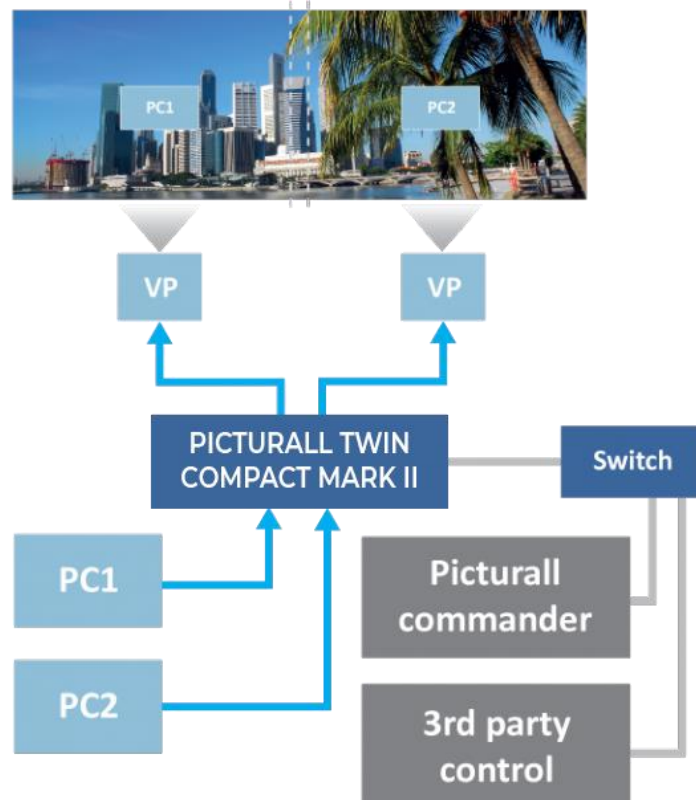 PC1
PC2
VP
VP
PICTURALL TWIN
COMPACT MARK II
Switch
PC1
Picturall
commander
PC2
3rd party
control